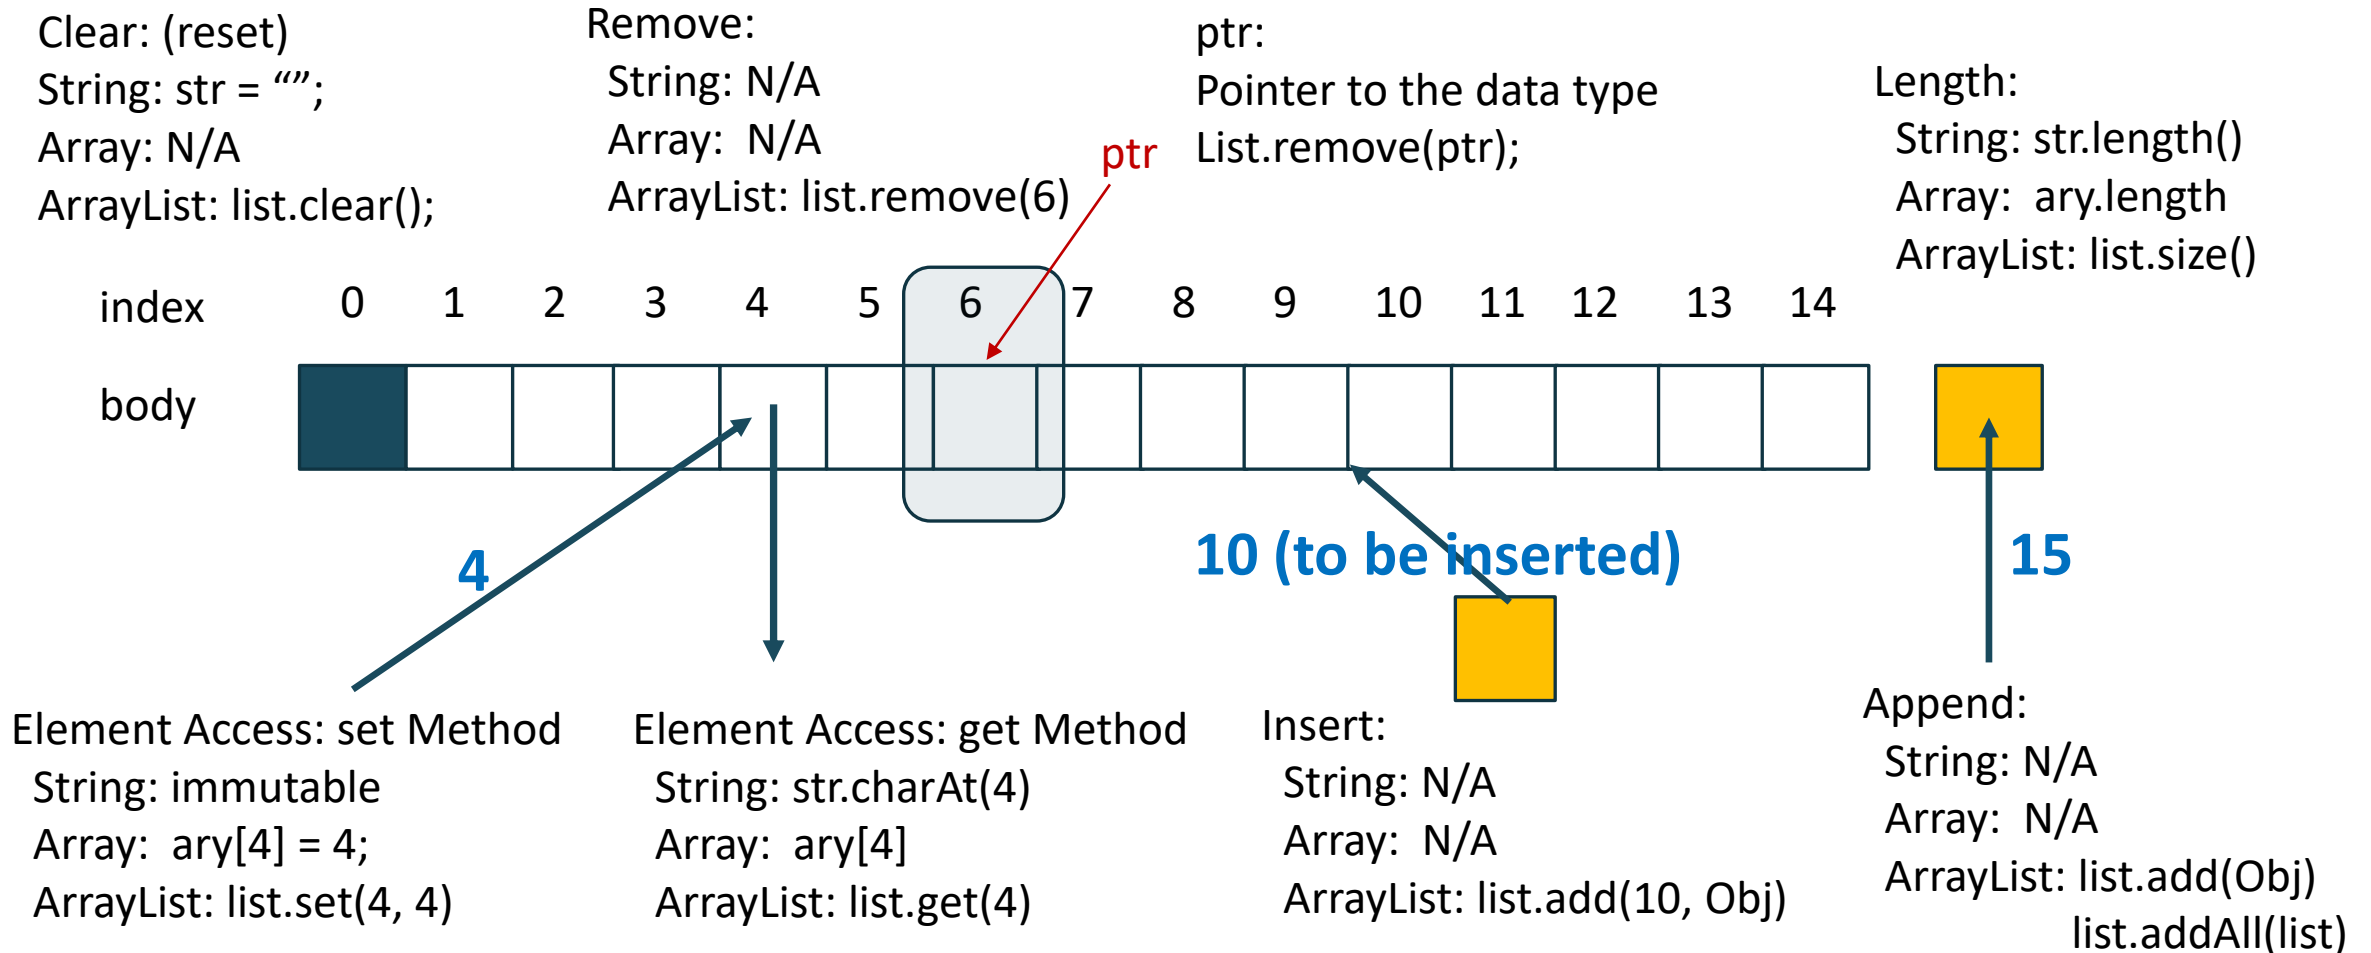 Clear: (reset)
String: str = “”;
Array: N/A
ArrayList: list.clear();
Remove:
String: N/A
Array:  N/A
ArrayList: list.remove(6)
ptr
ptr:
Pointer to the data type
List.remove(ptr);
Length:
String: str.length()
Array:  ary.length
ArrayList: list.size()
index 0 1 2 3 4 5 6 7 8 9 10 11 12 13 14
body
4
10 (to be inserted)
15
Element Access: set Method
String: immutable
Array:  ary[4] = 4;
ArrayList: list.set(4, 4)
Element Access: get Method
String: str.charAt(4)
Array:  ary[4]
ArrayList: list.get(4)
Insert:
String: N/A
Array:  N/A
ArrayList: list.add(10, Obj)
Append:
String: N/A
Array:  N/A
ArrayList: list.add(Obj)
list.addAll(list)